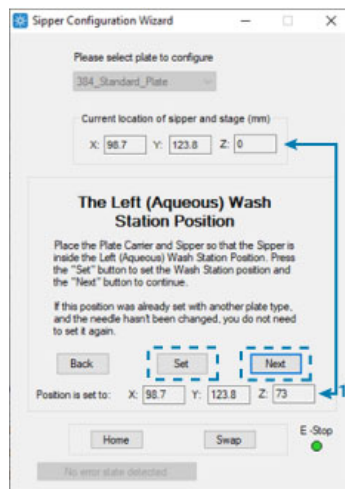 Sipper Configuration Wizard
Please select plate to configure
384_Standard_Plate
Current location of sipper and stage (mm)
X: 98.7 Y: 123.8 Z: 0
The Left (Aqueous) Wash
Station Position
Place the Plate Carrier and Sipper so that the Sipper is
inside the Left (Aqueous) Wash Station Position. Press
the "Set" button to set the Wash Station position and
the "Next" button to continue.
If this position was already set with another plate type,
and the needle hasn't been changed, you do not need
to set it again.
Back Set Next
Position is set to: X: 98.7 Y: 123.8 Z: 73 1
Home Swap E-Stop
No error state detected